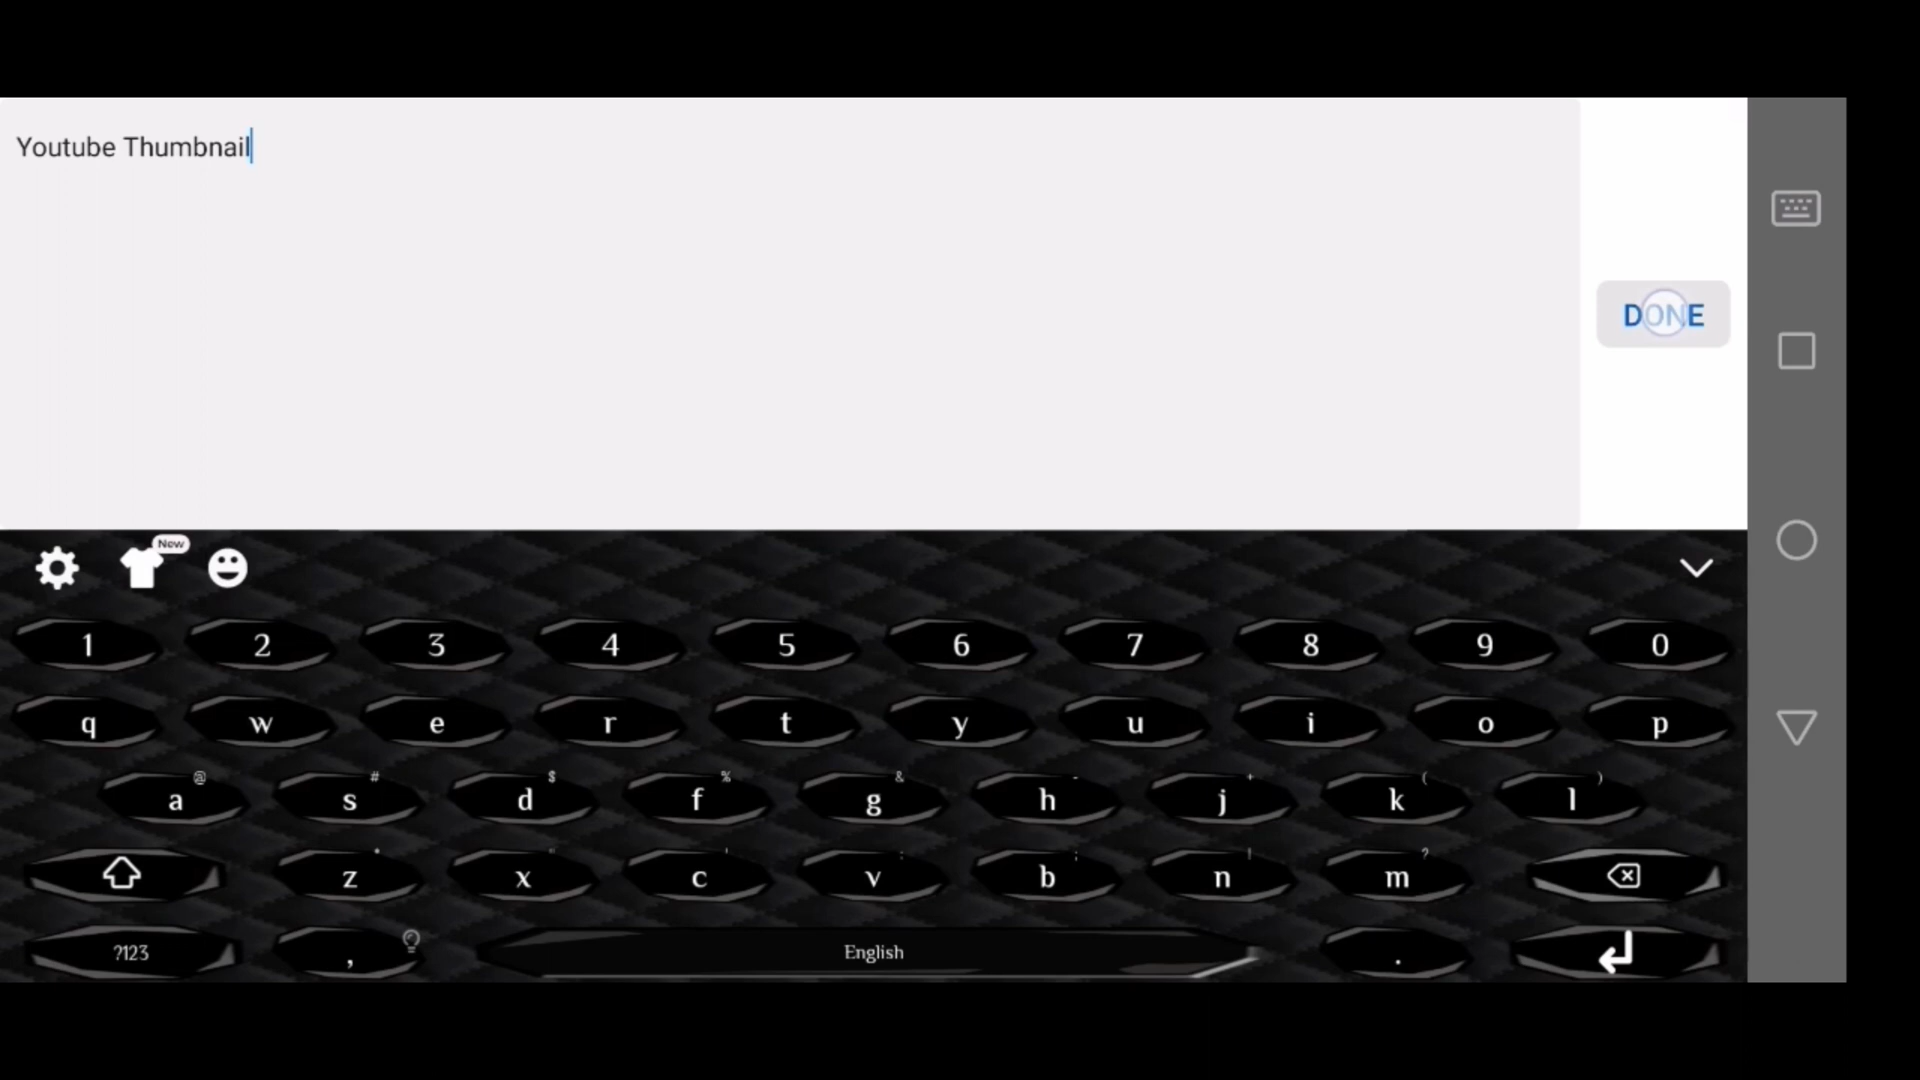 Youtube Thumbnail
DONE
New
1 2 3 4 5 6 7 8 9 0
q w e r t y u i o p
@ # $ % & - + ( )
a s d f g h j k l
z x c v b n m
?123 , English .